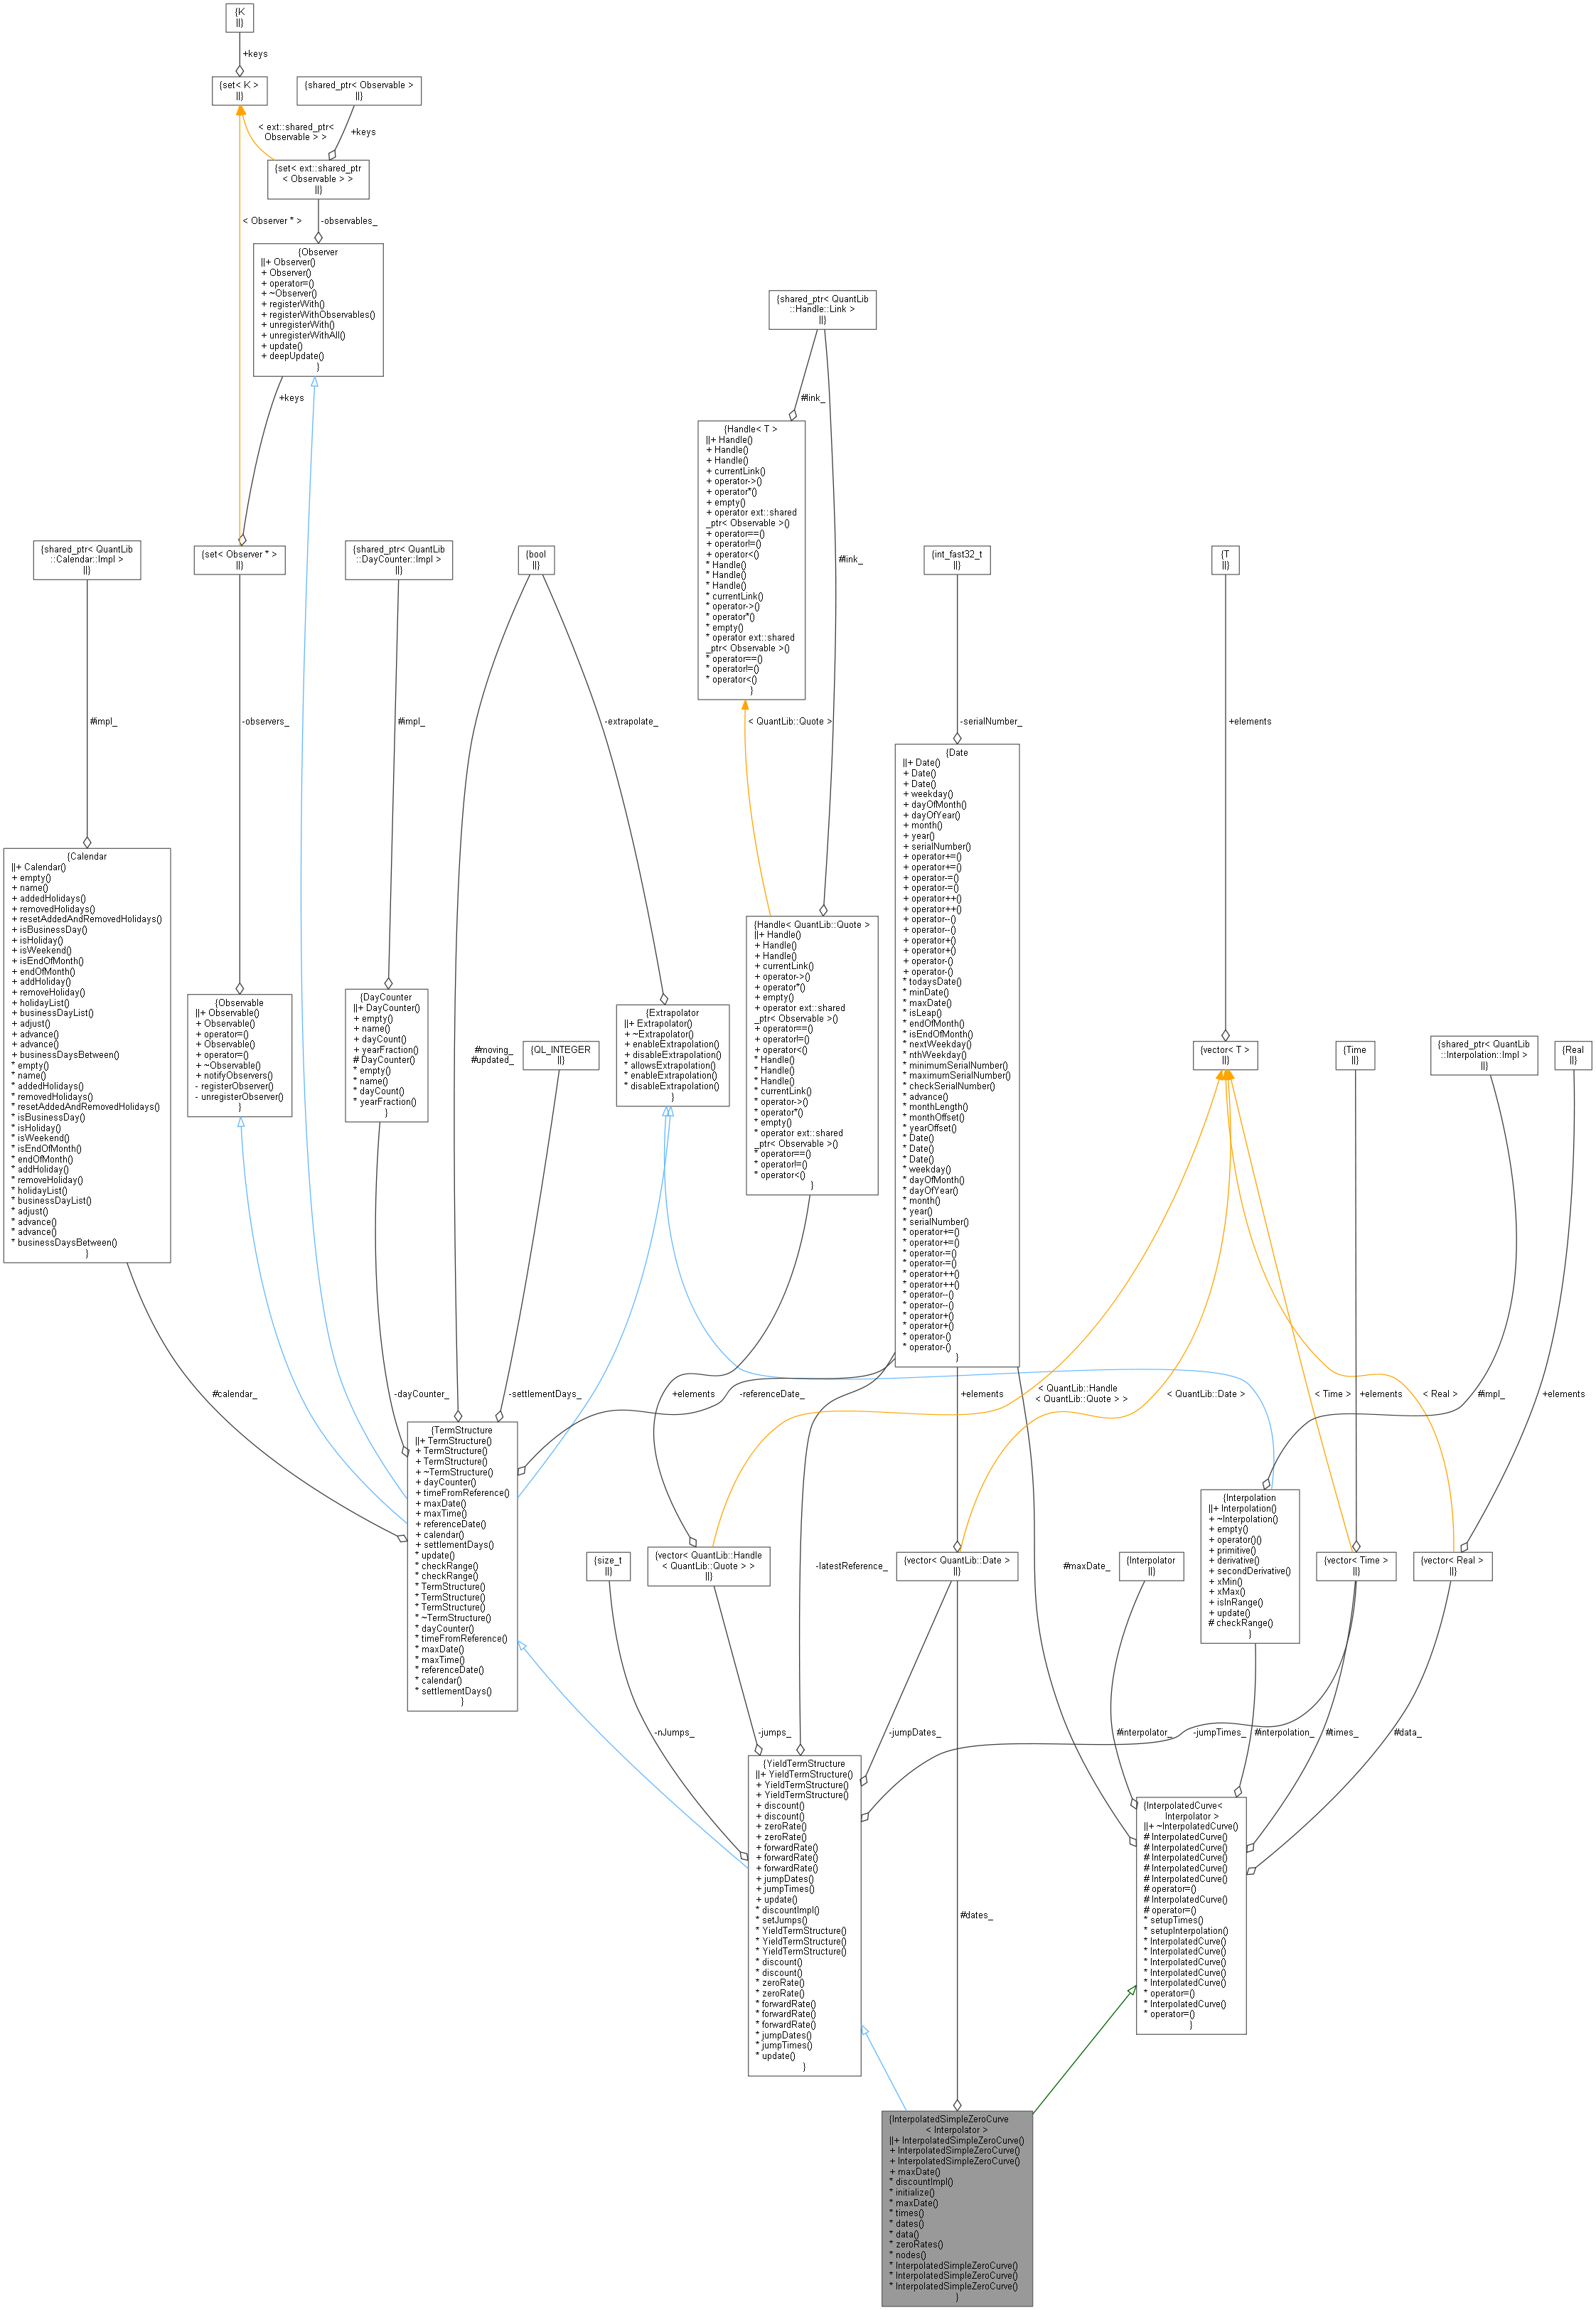 {K
||}
+keys
{set< K >
||}
{shared_ptr< Observable >
||}
< ext::shared_ptr<
Observable > >
+keys
{set< ext::shared_ptr
< Observable > >
||}
< Observer * >
-observables_
{Observer
||+ Observer()
+ Observer()
+ operator=()
+ ~Observer()
+ registerWith()
+ registerWithObservables()
+ unregisterWith()
+ unregisterWithAll()
+ update()
+ deepUpdate()
}
{shared_ptr< QuantLib
::Handle::Link >
||}
+keys
#link_
{Handle< T >
||+ Handle()
+ Handle()
+ Handle()
+ currentLink()
+ operator->()
+ operator*()
+ empty()
+ operator ext::shared
_ptr< Observable >()
+ operator==()
+ operator!=()
+ operator<()
* Handle()
* Handle()
* Handle()
* currentLink()
* operator->()
* operator*()
* empty()
* operator ext::shared
_ptr< Observable >()
* operator==()
* operator!=()
* operator<()
}
{shared_ptr< QuantLib
::Calendar::Impl >
||}
{set< Observer * >
||}
{shared_ptr< QuantLib
::DayCounter::Impl >
||}
{bool
||}
#link_
{int_fast32_t
||}
{T
||}
#impl_
-observers_
#impl_
-extrapolate_
< QuantLib::Quote >
-serialNumber_
+elements
{Date
||+ Date()
+ Date()
+ Date()
+ weekday()
+ dayOfMonth()
+ dayOfYear()
+ month()
+ year()
+ serialNumber()
+ operator+=()
+ operator+=()
+ operator-=()
+ operator-=()
+ operator++()
+ operator++()
+ operator--()
+ operator--()
+ operator+()
+ operator+()
+ operator-()
+ operator-()
* todaysDate()
* minDate()
* maxDate()
* isLeap()
* endOfMonth()
* isEndOfMonth()
* nextWeekday()
* nthWeekday()
* minimumSerialNumber()
* maximumSerialNumber()
* checkSerialNumber()
* advance()
* monthLength()
* monthOffset()
* yearOffset()
* Date()
* Date()
* Date()
* weekday()
* dayOfMonth()
* dayOfYear()
* month()
* year()
* serialNumber()
* operator+=()
* operator+=()
* operator-=()
* operator-=()
* operator++()
* operator++()
* operator--()
* operator--()
* operator+()
* operator+()
* operator-()
* operator-()
}
{Calendar
||+ Calendar()
+ empty()
+ name()
+ addedHolidays()
+ removedHolidays()
+ resetAddedAndRemovedHolidays()
+ isBusinessDay()
+ isHoliday()
+ isWeekend()
+ isEndOfMonth()
+ endOfMonth()
+ addHoliday()
+ removeHoliday()
+ holidayList()
+ businessDayList()
+ adjust()
+ advance()
+ advance()
+ businessDaysBetween()
* empty()
* name()
* addedHolidays()
* removedHolidays()
* resetAddedAndRemovedHolidays()
* isBusinessDay()
* isHoliday()
* isWeekend()
* isEndOfMonth()
* endOfMonth()
* addHoliday()
* removeHoliday()
* holidayList()
* businessDayList()
* adjust()
* advance()
* advance()
* businessDaysBetween()
}
{Observable
||+ Observable()
+ Observable()
+ operator=()
+ Observable()
+ operator=()
+ ~Observable()
+ notifyObservers()
- registerObserver()
- unregisterObserver()
}
{DayCounter
||+ DayCounter()
+ empty()
+ name()
+ dayCount()
+ yearFraction()
# DayCounter()
* empty()
* name()
* dayCount()
* yearFraction()
}
#moving_
#updated_
{QL_INTEGER
||}
{Extrapolator
||+ Extrapolator()
+ ~Extrapolator()
+ enableExtrapolation()
+ disableExtrapolation()
* allowsExtrapolation()
* enableExtrapolation()
* disableExtrapolation()
}
{Handle< QuantLib::Quote >
||+ Handle()
+ Handle()
+ Handle()
+ currentLink()
+ operator->()
+ operator*()
+ empty()
+ operator ext::shared
_ptr< Observable >()
+ operator==()
+ operator!=()
+ operator<()
* Handle()
* Handle()
* Handle()
* currentLink()
* operator->()
* operator*()
* empty()
* operator ext::shared
_ptr< Observable >()
* operator==()
* operator!=()
* operator<()
}
{vector< T >
||}
{Time
||}
{shared_ptr< QuantLib
::Interpolation::Impl >
||}
{Real
||}
#calendar_
-dayCounter_
-settlementDays_
+elements
-referenceDate_
+elements
< QuantLib::Handle
< QuantLib::Quote > >
< QuantLib::Date >
< Time >
+elements
< Real >
#impl_
+elements
{TermStructure
||+ TermStructure()
+ TermStructure()
+ TermStructure()
+ ~TermStructure()
+ dayCounter()
+ timeFromReference()
+ maxDate()
+ maxTime()
+ referenceDate()
+ calendar()
+ settlementDays()
* update()
* checkRange()
* checkRange()
* TermStructure()
* TermStructure()
* TermStructure()
* ~TermStructure()
* dayCounter()
* timeFromReference()
* maxDate()
* maxTime()
* referenceDate()
* calendar()
* settlementDays()
}
{size_t
||}
{vector< QuantLib::Handle
< QuantLib::Quote > >
||}
-latestReference_
{vector< QuantLib::Date >
||}
#maxDate_
{Interpolator
||}
{Interpolation
||+ Interpolation()
+ ~Interpolation()
+ empty()
+ operator()()
+ primitive()
+ derivative()
+ secondDerivative()
+ xMin()
+ xMax()
+ isInRange()
+ update()
# checkRange()
}
{vector< Time >
||}
{vector< Real >
||}
-nJumps_
-jumps_
-jumpDates_
#interpolator_
-jumpTimes_
#interpolation_
#times_
#data_
{YieldTermStructure
||+ YieldTermStructure()
+ YieldTermStructure()
+ YieldTermStructure()
+ discount()
+ discount()
+ zeroRate()
+ zeroRate()
+ forwardRate()
+ forwardRate()
+ forwardRate()
+ jumpDates()
+ jumpTimes()
+ update()
* discountImpl()
* setJumps()
* YieldTermStructure()
* YieldTermStructure()
* YieldTermStructure()
* discount()
* discount()
* zeroRate()
* zeroRate()
* forwardRate()
* forwardRate()
* forwardRate()
* jumpDates()
* jumpTimes()
* update()
}
#dates_
{InterpolatedCurve<
Interpolator >
||+ ~InterpolatedCurve()
# InterpolatedCurve()
# InterpolatedCurve()
# InterpolatedCurve()
# InterpolatedCurve()
# InterpolatedCurve()
# operator=()
# InterpolatedCurve()
# operator=()
* setupTimes()
* setupInterpolation()
* InterpolatedCurve()
* InterpolatedCurve()
* InterpolatedCurve()
* InterpolatedCurve()
* InterpolatedCurve()
* operator=()
* InterpolatedCurve()
* operator=()
}
{InterpolatedSimpleZeroCurve
< Interpolator >
||+ InterpolatedSimpleZeroCurve()
+ InterpolatedSimpleZeroCurve()
+ InterpolatedSimpleZeroCurve()
+ maxDate()
* discountImpl()
* initialize()
* maxDate()
* times()
* dates()
* data()
* zeroRates()
* nodes()
* InterpolatedSimpleZeroCurve()
* InterpolatedSimpleZeroCurve()
* InterpolatedSimpleZeroCurve()
}